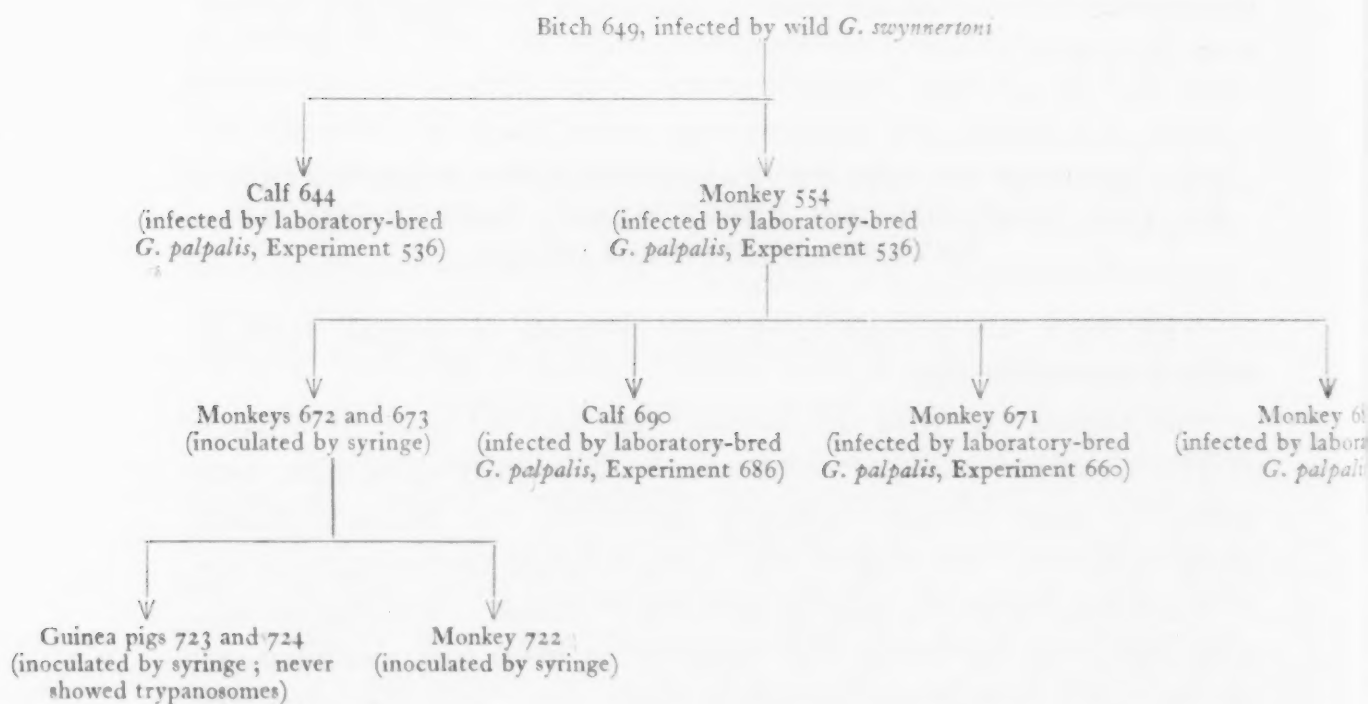 Bitch 649, infected by wild G. swynnertoni
Calf 644
(infected by laboratory-bred
G. palpalis, Experiment 536)
Monkey 554
(infected by laboratory-bred
G. palpalis, Experiment 536)
Monkeys 672 and 673
(inoculated by syringe)
Calf 690
(infected by laboratory-bred
G. palpalis, Experiment 686)
Monkey 671
(infected by laboratory-bred
G. palpalis, Experiment 660)
Monkey
(infected by
G.
Guinea pigs 723 and 724
(inoculated by syringe ; never
showed trypanosomes)
Monkey 722
(inoculated by syringe)